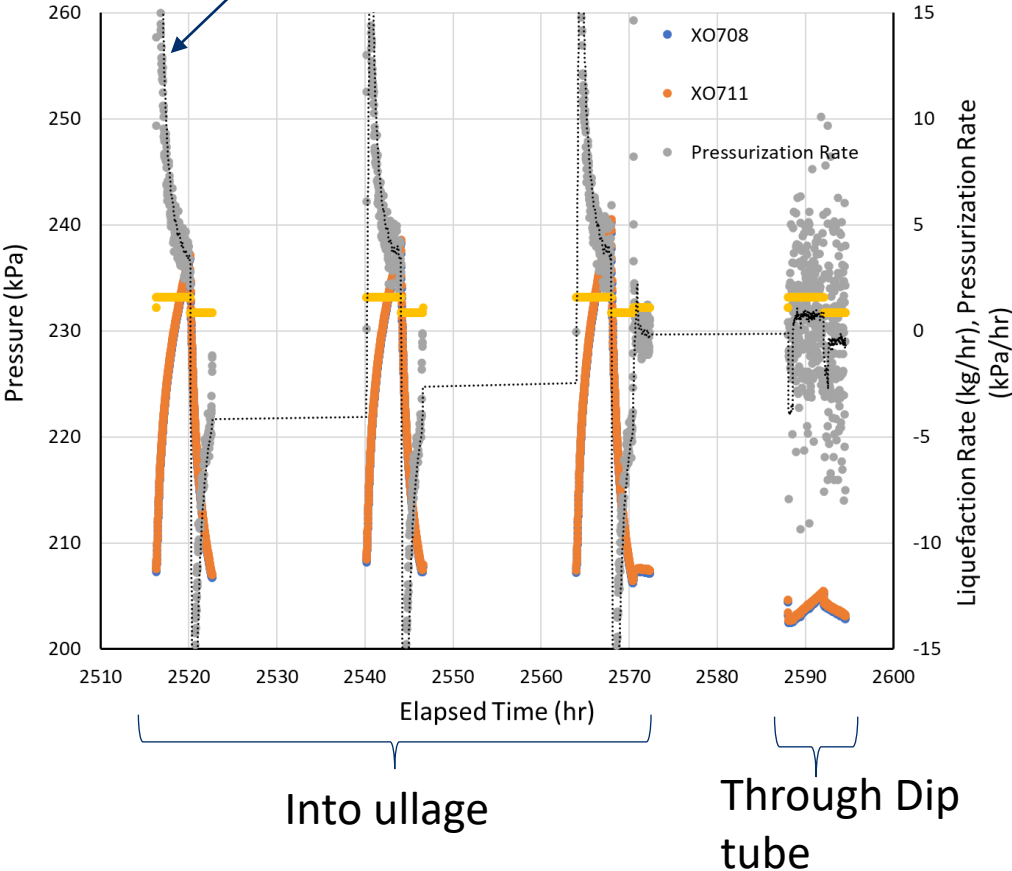 260
250
240
230
220
210
200
Pressure (kPa)
15
10
5
0
-5
-10
-15
Liquefaction Rate (kg/hr), Pressurization Rate
(kPa/hr)
XO708
XO711
Pressurization Rate
2510 2520 2530 2540 2550 2560 2570 2580 2590 2600
Elapsed Time (hr)
Into ullage
Through Dip
tube